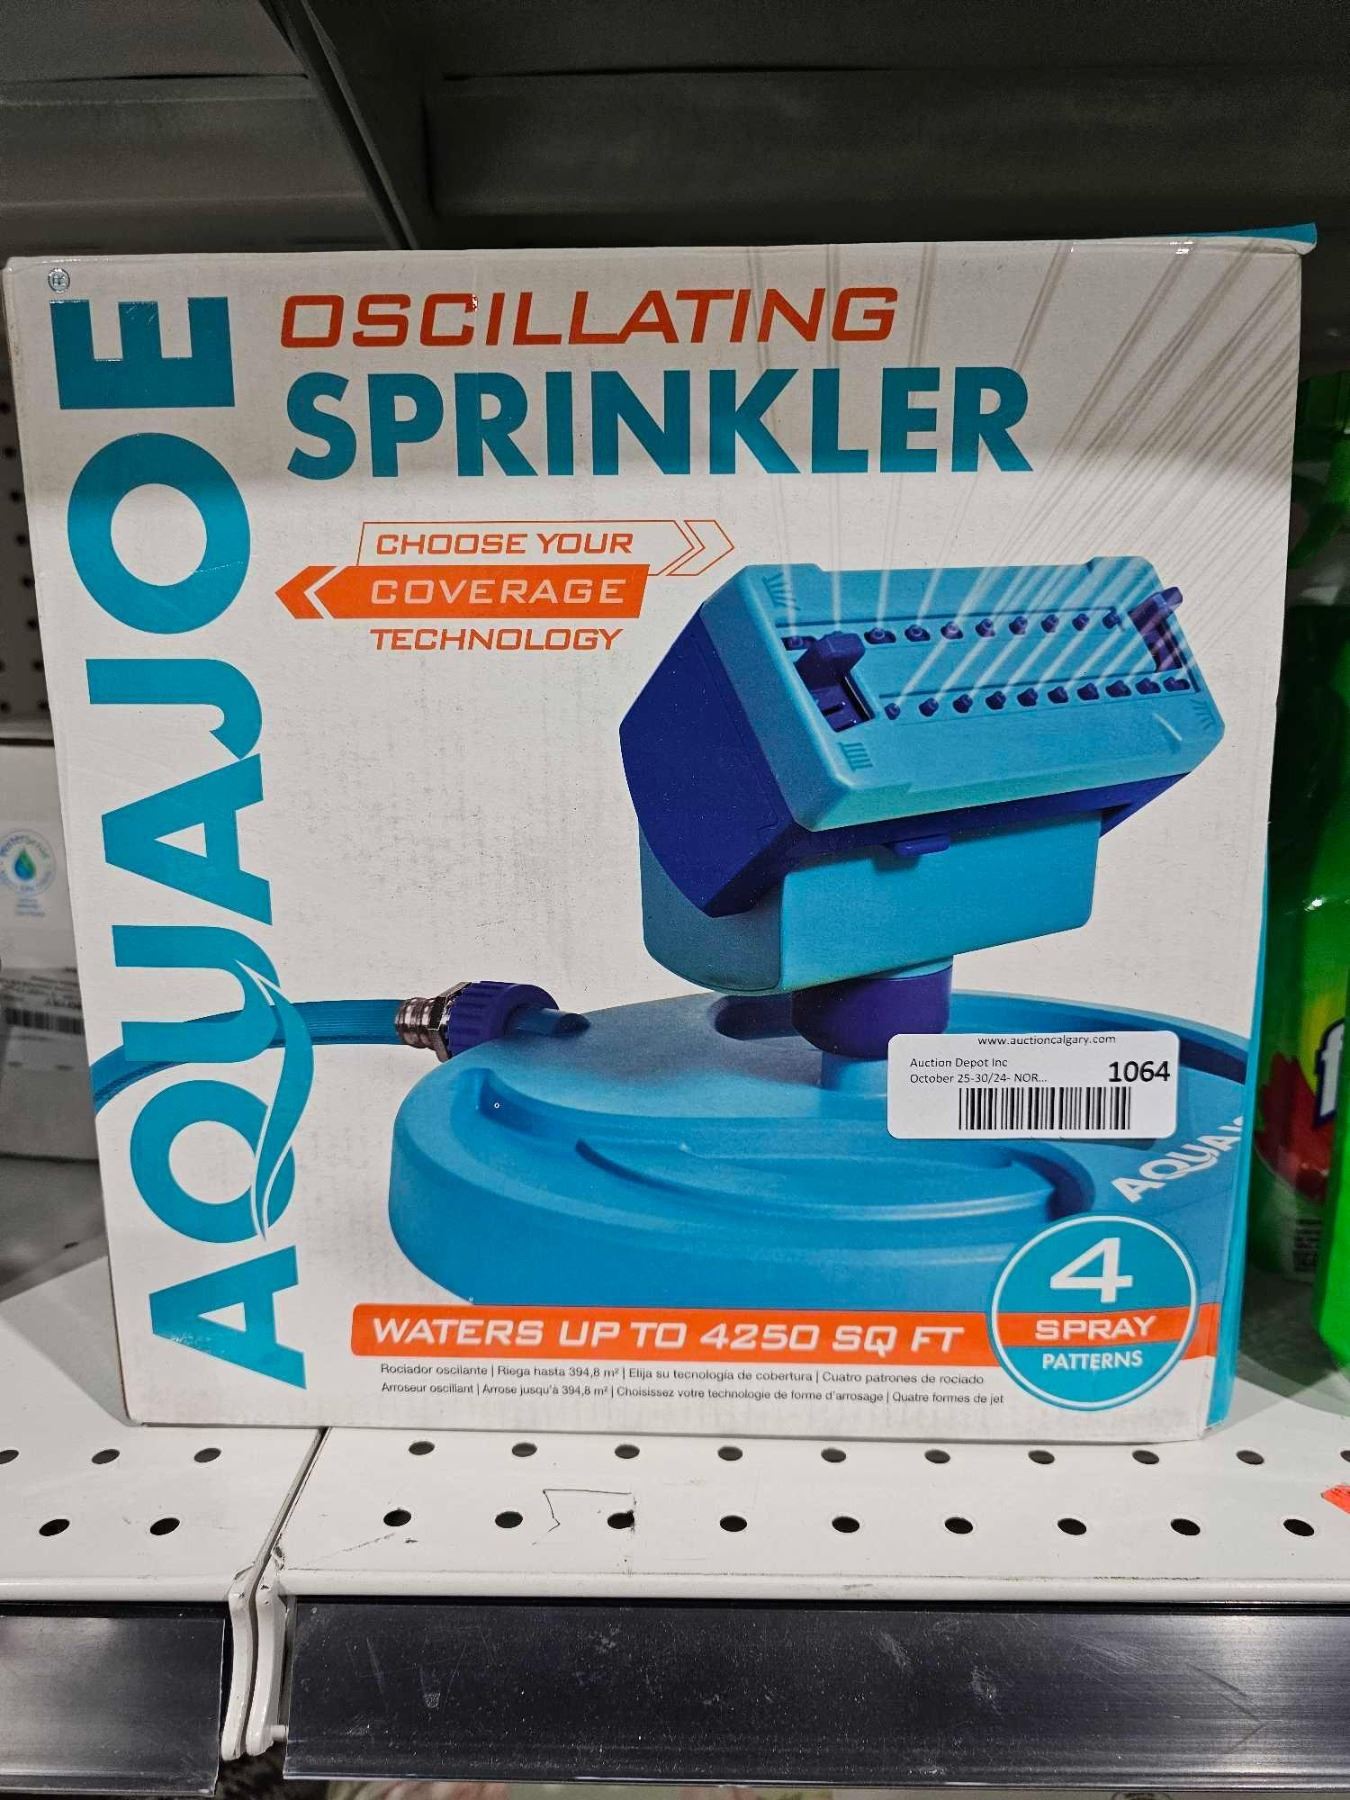 AQUAJOE®
OSCILLATING
SPRINKLER
CHOOSE YOUR
COVERAGE
TECHNOLOGY
www.auctioncalgary.com
Auction Depot Inc
October 25-30/24- NOR...
1064
4
SPRAY
PATTERNS
WATERS UP TO 4250 SQ FT
Rociador oscilante | Riega hasta 394,8 m² | Elija su tecnología de cobertura | Cuatro patrones de rociado
Arroseur oscillant | Arrose jusqu'à 394,8 m² | Choisissez votre technologie de forme d'arrosage | Quatre formes de jet